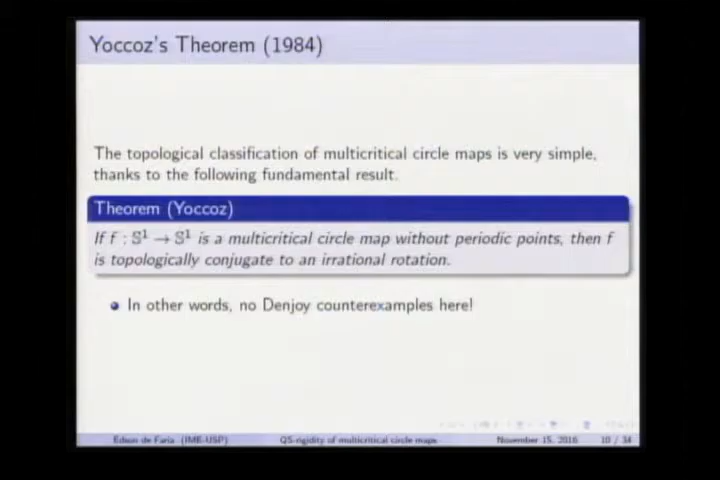 Yoccoz's Theorem (1984)
The topological classification of multicritical circle maps is very simple,
thanks to the following fundamental result.
Theorem (Yoccoz)
If f : 𝕊¹ → 𝕊¹ is a multicritical circle map without periodic points, then f
is topologically conjugate to an irrational rotation.
In other words, no Denjoy counterexamples here!
Edson de Faria (IME-USP) QS-rigidity of multicritical circle maps November 15, 2016 10 / 34